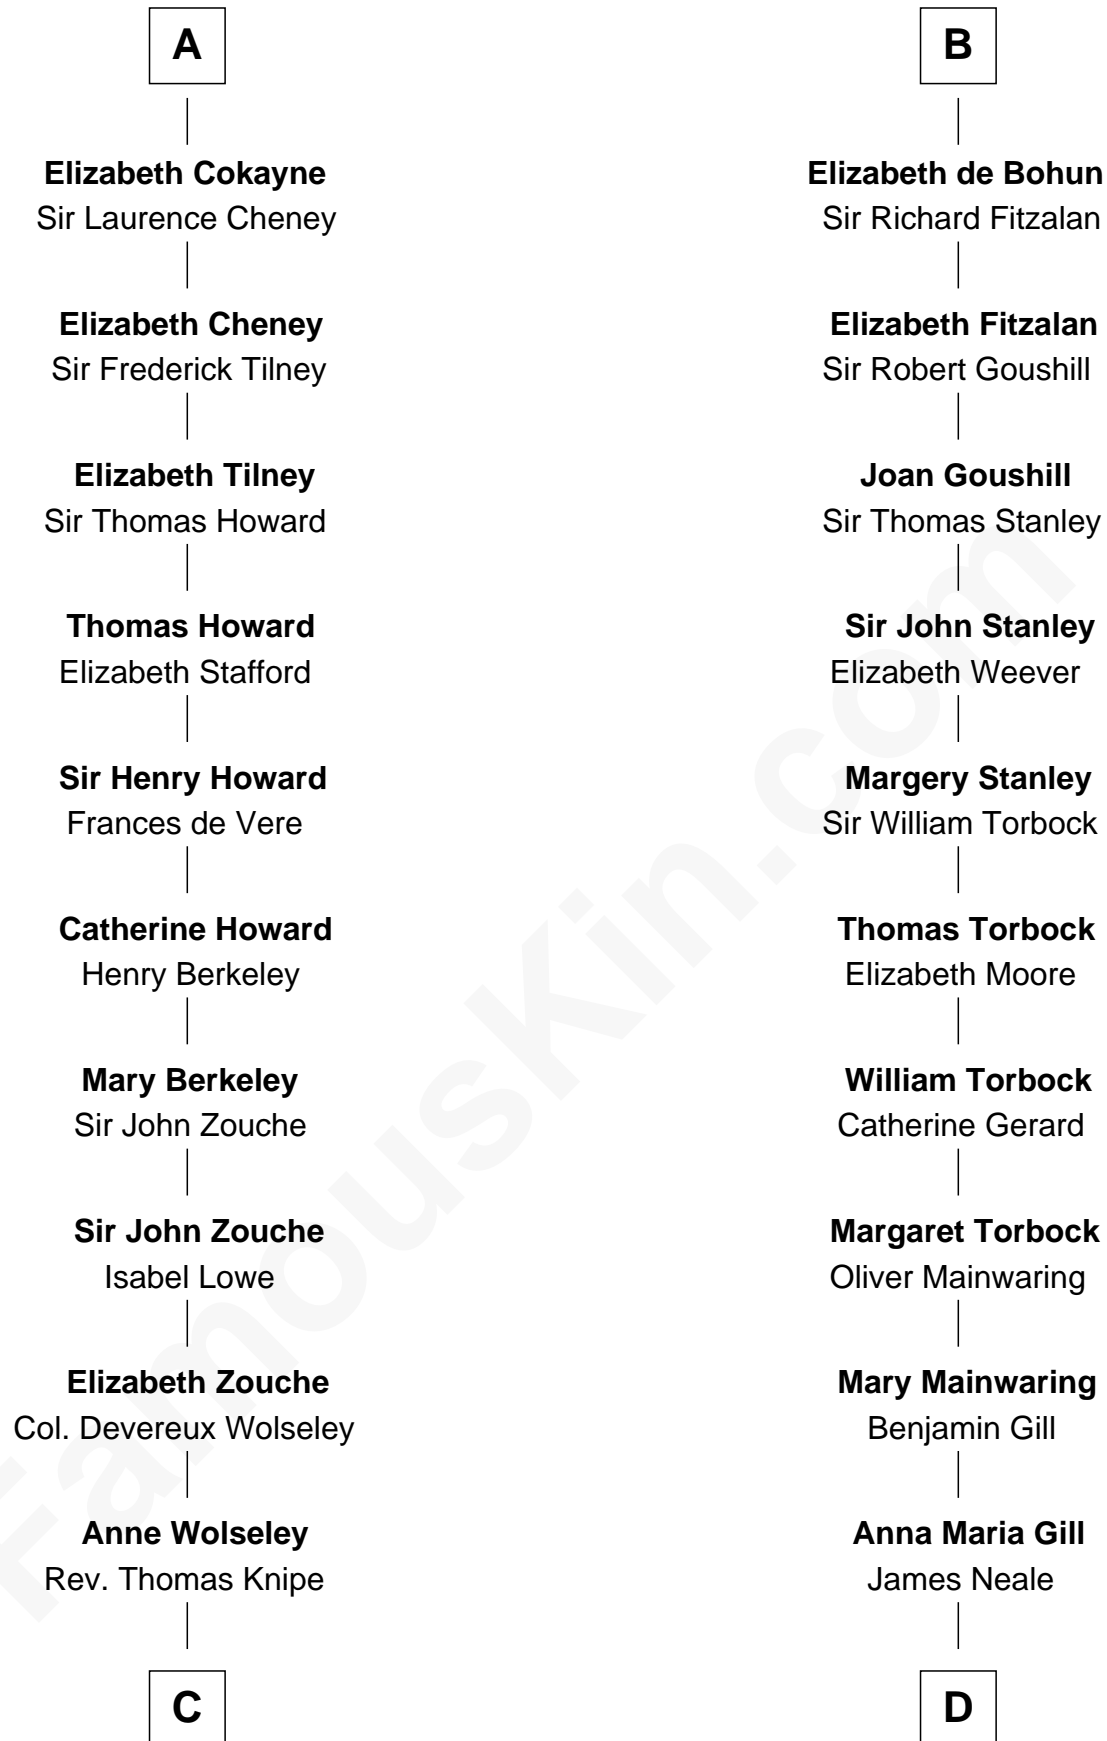 A
Elizabeth Cokayne
Sir Laurence Cheney
Elizabeth Cheney
Sir Frederick Tilney
Elizabeth Tilney
Sir Thomas Howard
Thomas Howard
Elizabeth Stafford
Sir Henry Howard
Frances de Vere
Catherine Howard
Henry Berkeley
Mary Berkeley
Sir John Zouche
Sir John Zouche
Isabel Lowe
Elizabeth Zouche
Col. Devereux Wolseley
Anne Wolseley
Rev. Thomas Knipe
C
B
Elizabeth de Bohun
Sir Richard Fitzalan
Elizabeth Fitzalan
Sir Robert Goushill
Joan Goushill
Sir Thomas Stanley
Sir John Stanley
Elizabeth Weever
Margery Stanley
Sir William Torbock
Thomas Torbock
Elizabeth Moore
William Torbock
Catherine Gerard
Margaret Torbock
Oliver Mainwaring
Mary Mainwaring
Benjamin Gill
Anna Maria Gill
James Neale
D
FamousKin.com